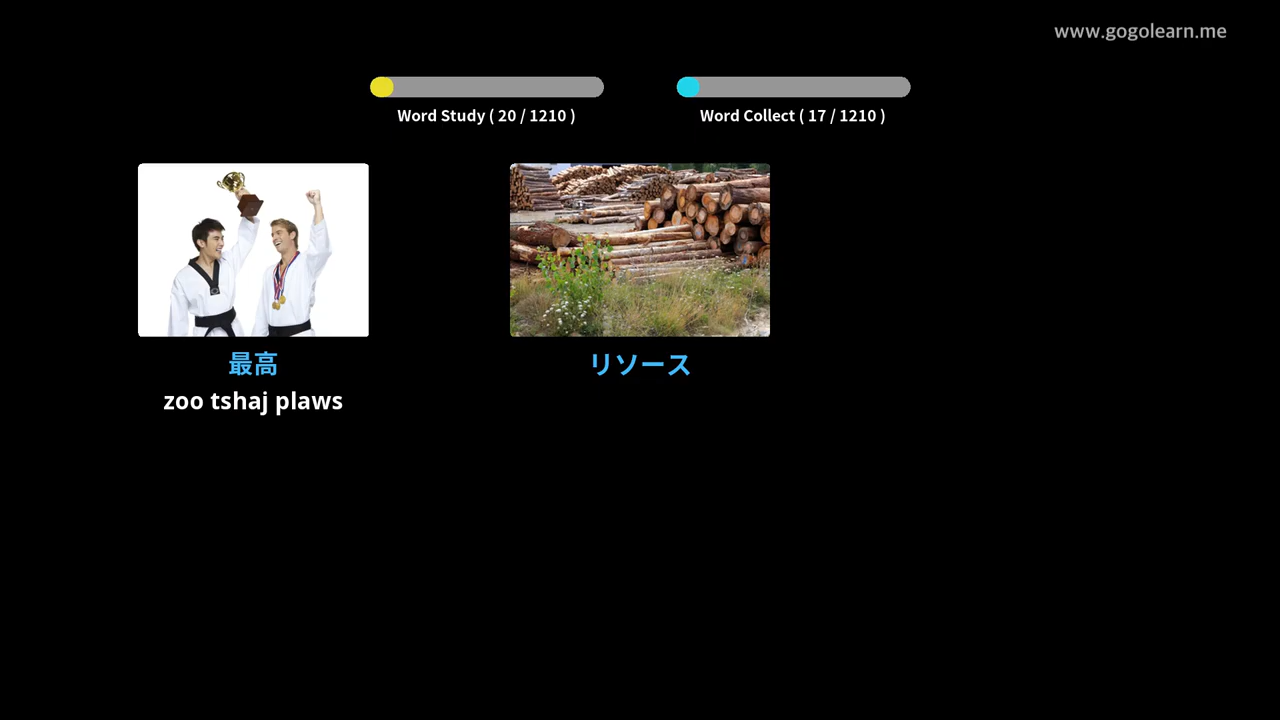 www.gogolearn.me
Word Study ( 20 / 1210 )
Word Collect ( 17 / 1210 )
最高
zoo tshaj plaws
リソース